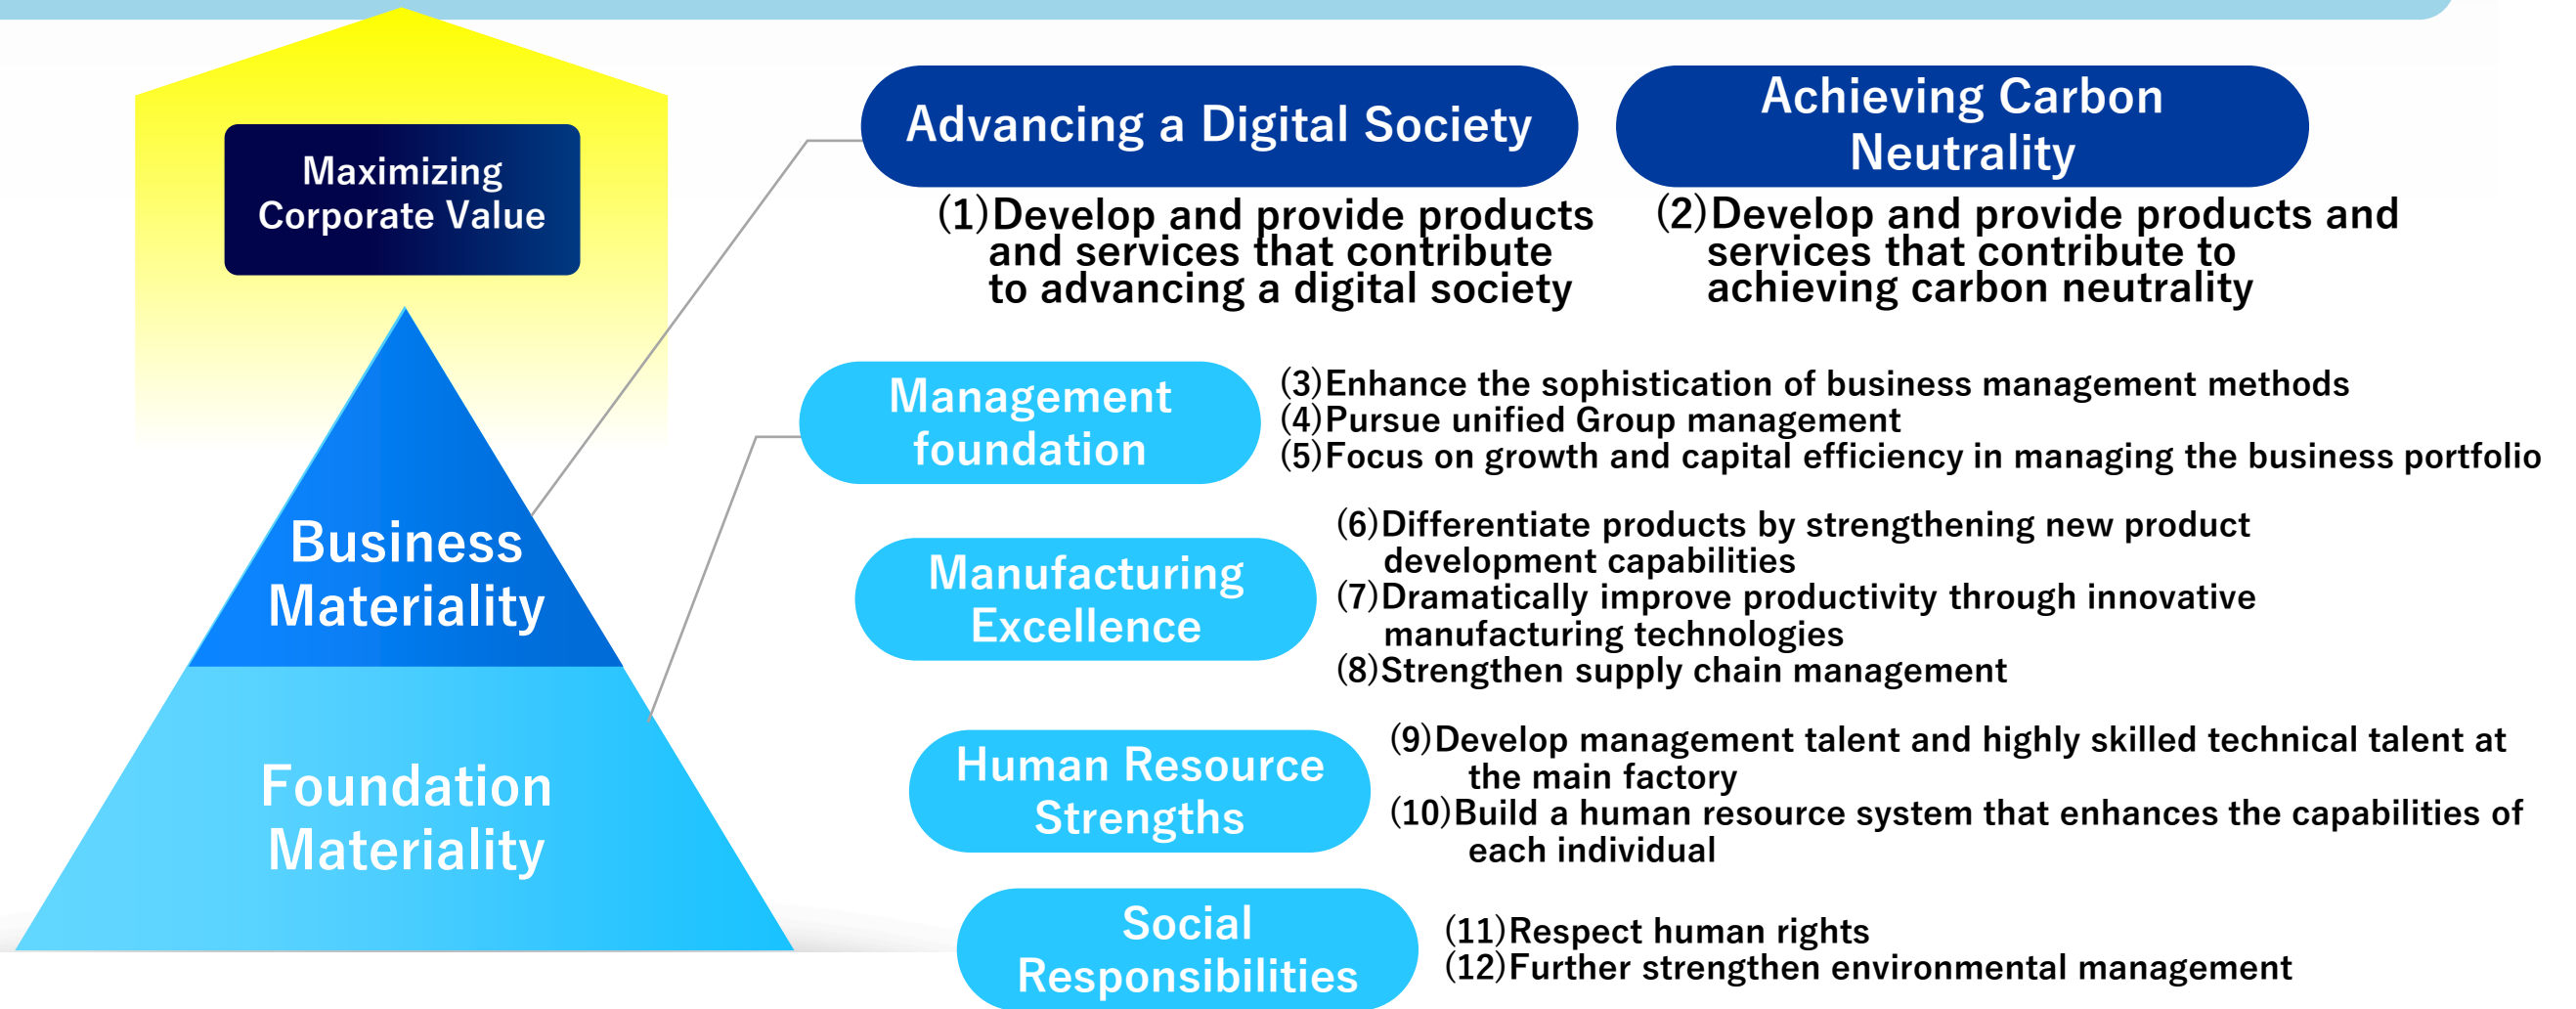 Maximizing
Corporate Value
Business
Materiality
Foundation
Materiality
Advancing a Digital Society
(1)Develop and provide products
and services that contribute
to advancing a digital society
Achieving Carbon
Neutrality
(2)Develop and provide products and
services that contribute to
achieving carbon neutrality
Management
foundation
(3)Enhance the sophistication of business management methods
(4)Pursue unified Group management
(5)Focus on growth and capital efficiency in managing the business portfolio
Manufacturing
Excellence
(6)Differentiate products by strengthening new product
development capabilities
(7)Dramatically improve productivity through innovative
manufacturing technologies
(8)Strengthen supply chain management
Human Resource
Strengths
(9)Develop management talent and highly skilled technical talent at
the main factory
(10)Build a human resource system that enhances the capabilities of
each individual
Social
Responsibilities
(11)Respect human rights
(12)Further strengthen environmental management